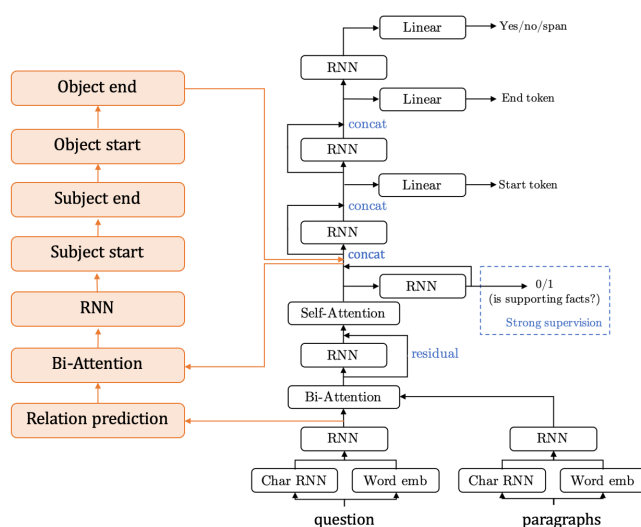 Linear
Yes/no/span
RNN
Object end
Linear
End token
concat
Object start
RNN
Subject end
Linear
Start token
concat
RNN
Subject start
concat
RNN
0/1
(is supporting facts?)
Strong supervision
RNN
Self-Attention
RNN
residual
Bi-Attention
Bi-Attention
Relation prediction
RNN
RNN
Char RNN
Word emb
Char RNN
Word emb
question
paragraphs